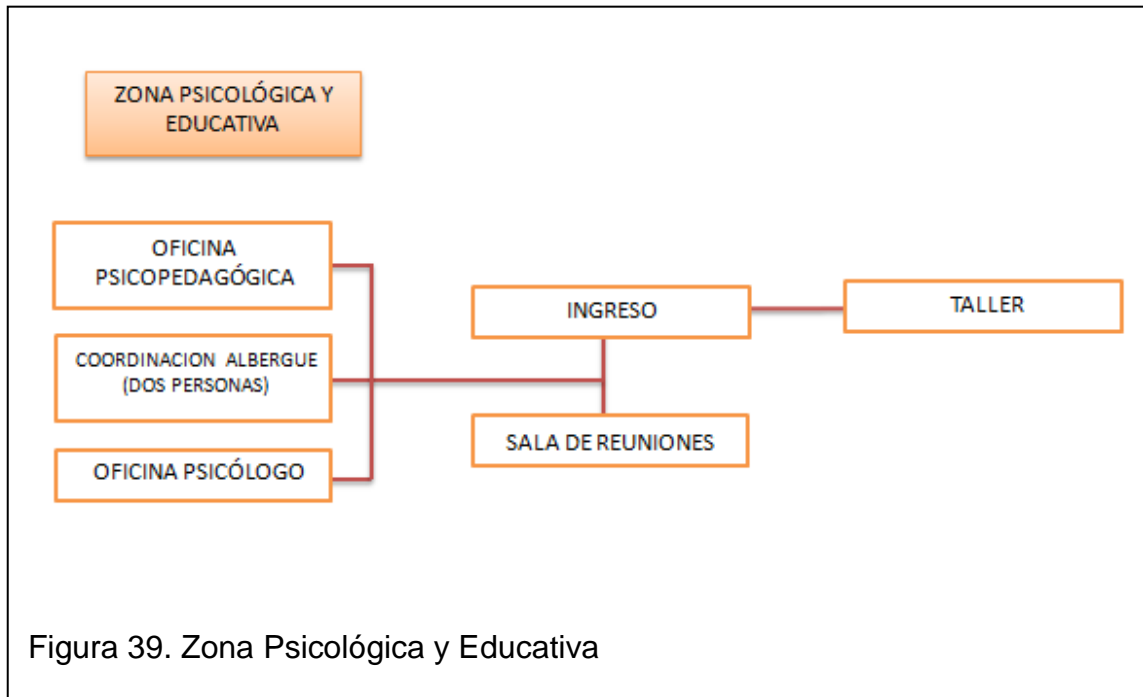 ZONA PSICOLÓGICA Y
EDUCATIVA
OFICINA
PSICOPEDAGÓGICA
COORDINACION ALBERGUE
(DOS PERSONAS)
OFICINA PSICÓLOGO
INGRESO
SALA DE REUNIONES
TALLER
Figura 39. Zona Psicológica y Educativa